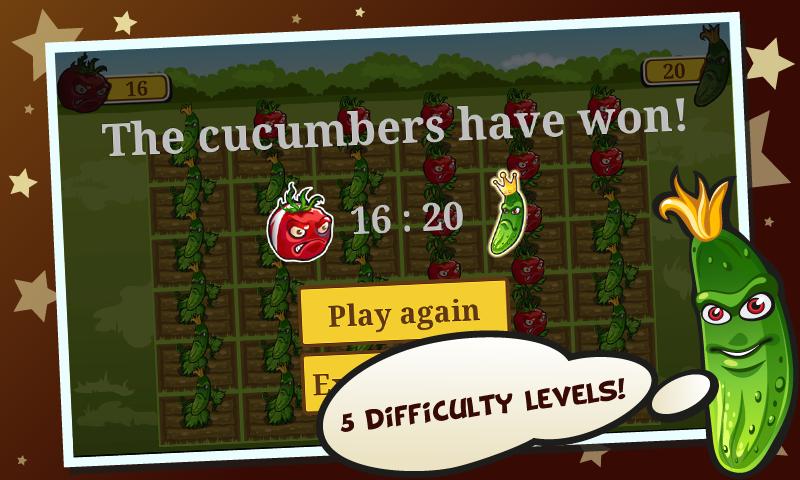 16
20
The cucumbers have won!
16 : 20
Play again
5 DiFFiCULTY LEVELS!